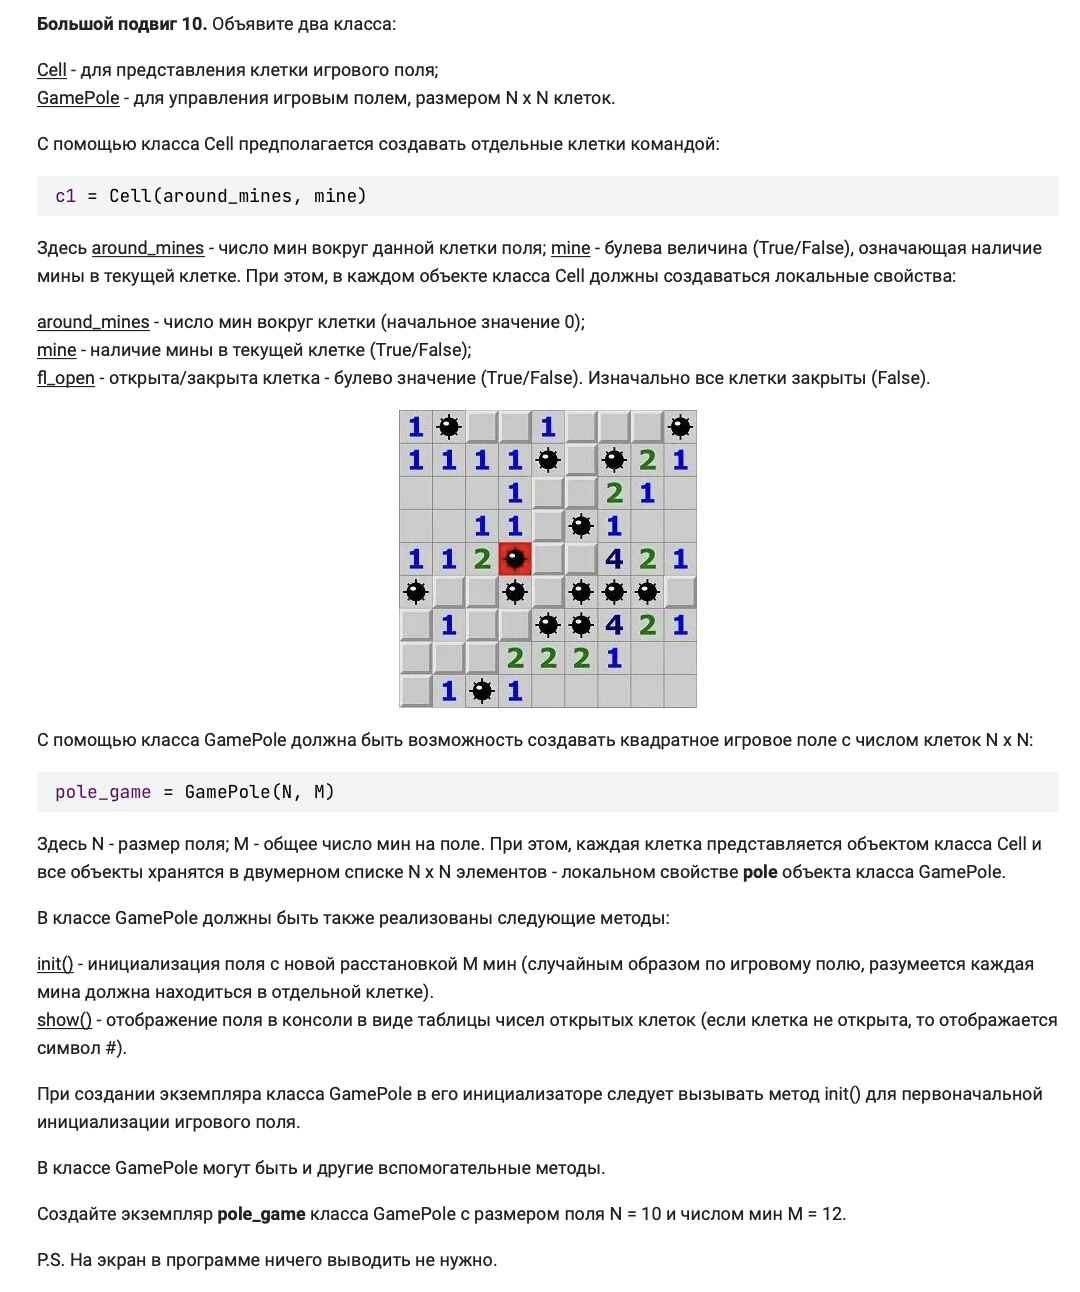 Большой подвиг 10. Объявите два класса:
Cell - для представления клетки игрового поля;
GamePole - для управления игровым полем, размером N x N клеток.
С помощью класса Cell предполагается создавать отдельные клетки командой:
c1 = Cell(around_mines, mine)
Здесь around_mines - число мин вокруг данной клетки поля; mine - булева величина (True/False), означающая наличие
мины в текущей клетке. При этом, в каждом объекте класса Cell должны создаваться локальные свойства:
around_mines - число мин вокруг клетки (начальное значение 0);
mine - наличие мины в текущей клетке (True/False);
fl_open - открыта/закрыта клетка - булево значение (True/False). Изначально все клетки закрыты (False).
1 1
1 1 1 1 2 1
1 2 1
1 1 1
1 1 2 4 2 1
1 4 2 1
2 2 2 1
1 1
С помощью класса GamePole должна быть возможность создавать квадратное игровое поле с числом клеток N x N:
pole_game = GamePole(N, M)
Здесь N - размер поля; M - общее число мин на поле. При этом, каждая клетка представляется объектом класса Cell и
все объекты хранятся в двумерном списке N x N элементов - локальном свойстве pole объекта класса GamePole.
В классе GamePole должны быть также реализованы следующие методы:
init() - инициализация поля с новой расстановкой M мин (случайным образом по игровому полю, разумеется каждая
мина должна находиться в отдельной клетке).
show() - отображение поля в консоли в виде таблицы чисел открытых клеток (если клетка не открыта, то отображается
символ #).
При создании экземпляра класса GamePole в его инициализаторе следует вызывать метод init() для первоначальной
инициализации игрового поля.
В классе GamePole могут быть и другие вспомогательные методы.
Создайте экземпляр pole_game класса GamePole с размером поля N = 10 и числом мин M = 12.
P.S. На экран в программе ничего выводить не нужно.